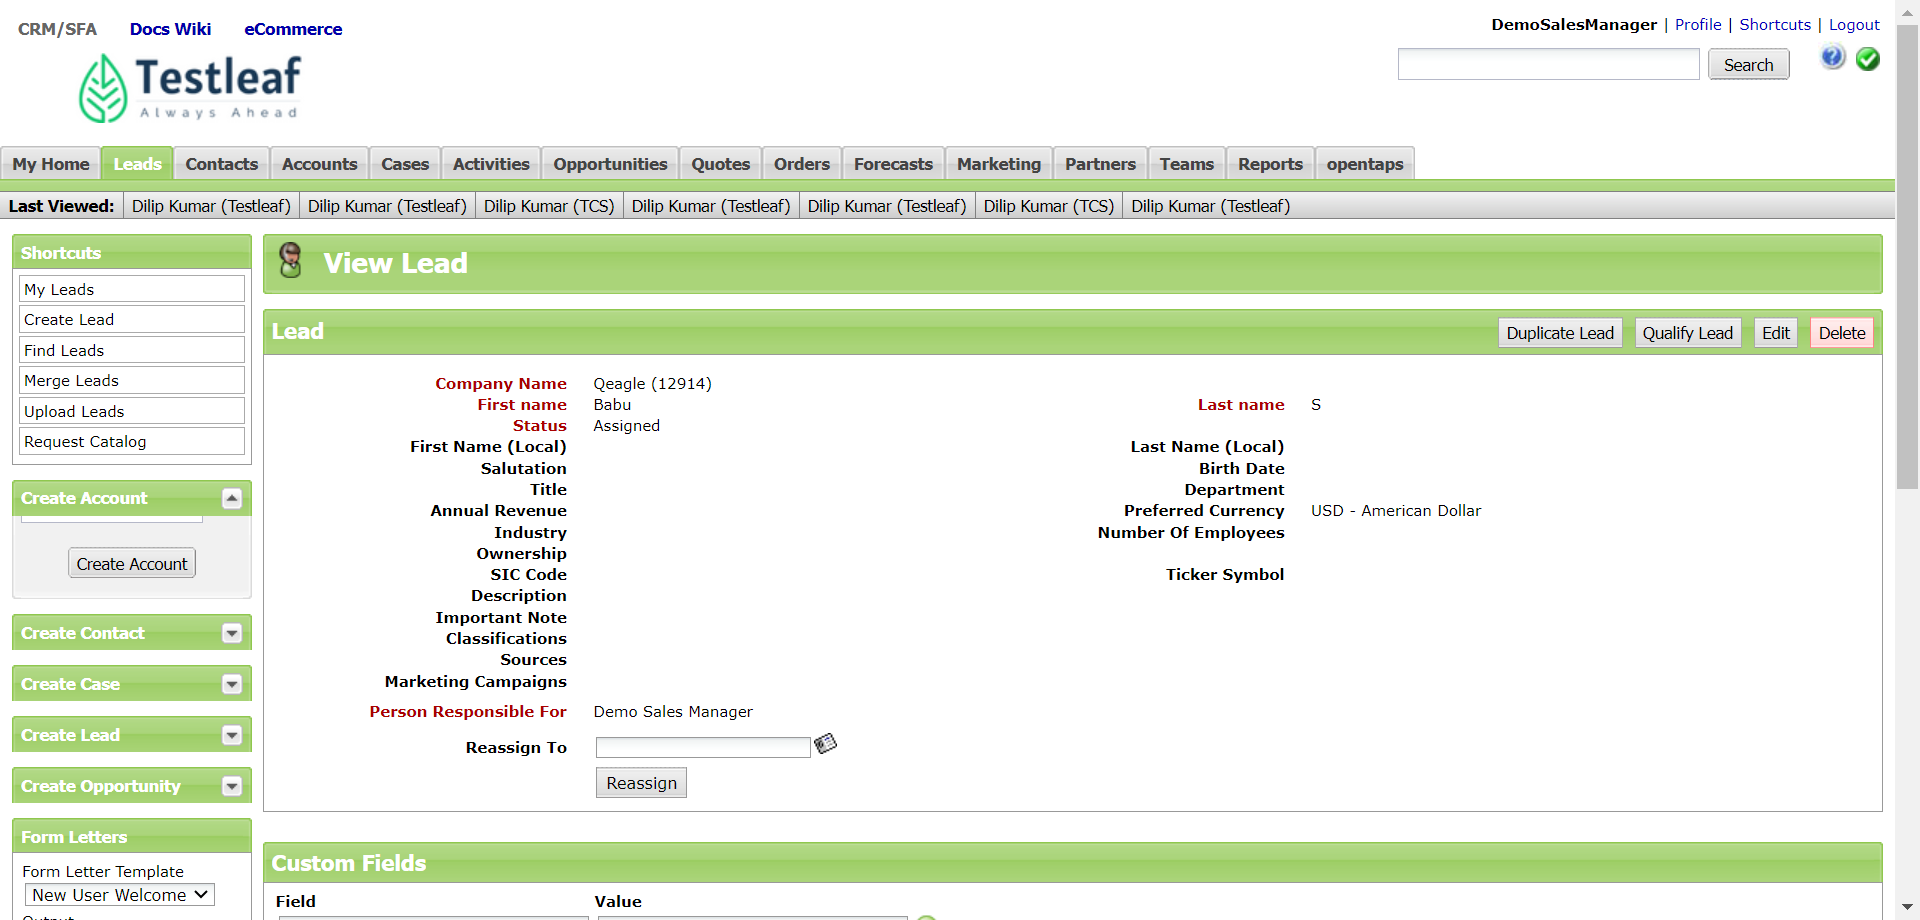 CRM/SFA Docs Wiki eCommerce
DemoSalesManager | Profile | Shortcuts | Logout
Testleaf
Always Ahead
Search
My Home Leads Contacts Accounts Cases Activities Opportunities Quotes Orders Forecasts Marketing Partners Teams Reports opentaps
Last Viewed: Dilip Kumar (Testleaf) Dilip Kumar (Testleaf) Dilip Kumar (TCS) Dilip Kumar (Testleaf) Dilip Kumar (Testleaf) Dilip Kumar (TCS) Dilip Kumar (Testleaf)
Shortcuts
My Leads
Create Lead
Find Leads
Merge Leads
Upload Leads
Request Catalog
Create Account
Create Account
Create Contact
Create Case
Create Lead
Create Opportunity
Form Letters
Form Letter Template
New User Welcome
View Lead
Lead
Duplicate Lead Qualify Lead Edit Delete
Company Name Qeagle (12914)
First name Babu Last name S
Status Assigned
First Name (Local) Last Name (Local)
Salutation Birth Date
Title Department
Annual Revenue Preferred Currency USD - American Dollar
Industry Number Of Employees
Ownership
SIC Code Ticker Symbol
Description
Important Note
Classifications
Sources
Marketing Campaigns
Person Responsible For Demo Sales Manager
Reassign To
Reassign
Custom Fields
Field Value